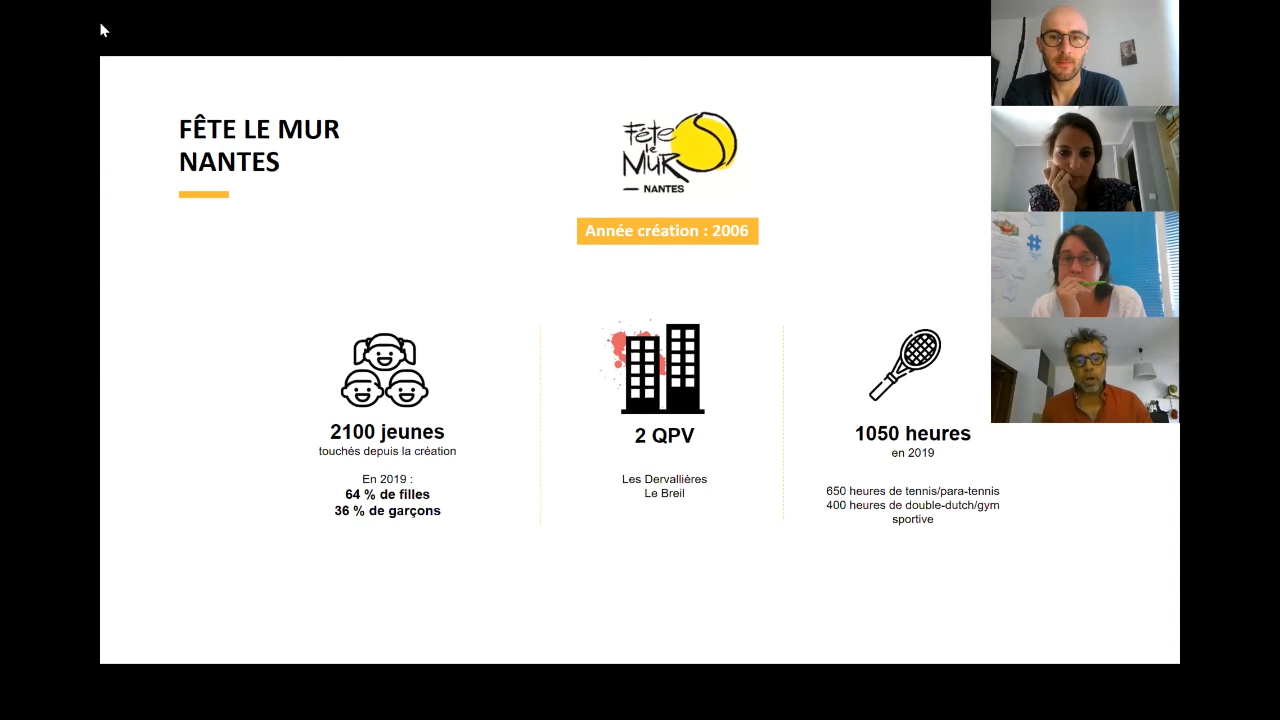 FÊTE LE MUR
NANTES
Fête
le
MUR
NANTES
Année création : 2006
2100 jeunes
touchés depuis la création
En 2019 :
64 % de filles
36 % de garçons
2 QPV
Les Dervallières
Le Breil
1050 heures
en 2019
650 heures de tennis/para-tennis
400 heures de double-dutch/gym
sportive